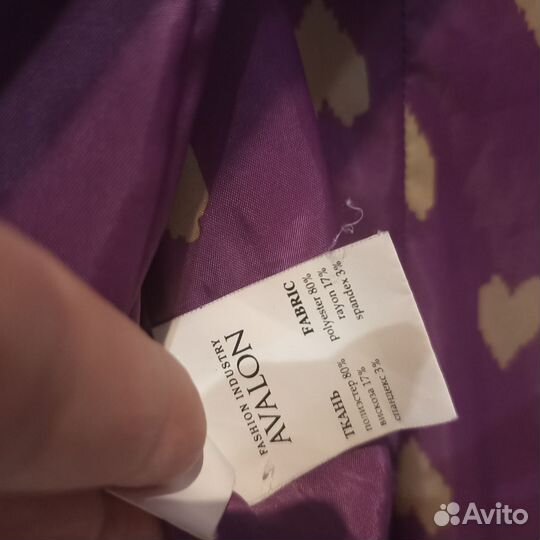 AVALON
FASHION INDUSTRY
FABRIC
polyester 80%
rayon 17%
spandex 3%
ТКАНЬ
полиэстер 80%
вискоза 17%
спандекс 3%
Avito